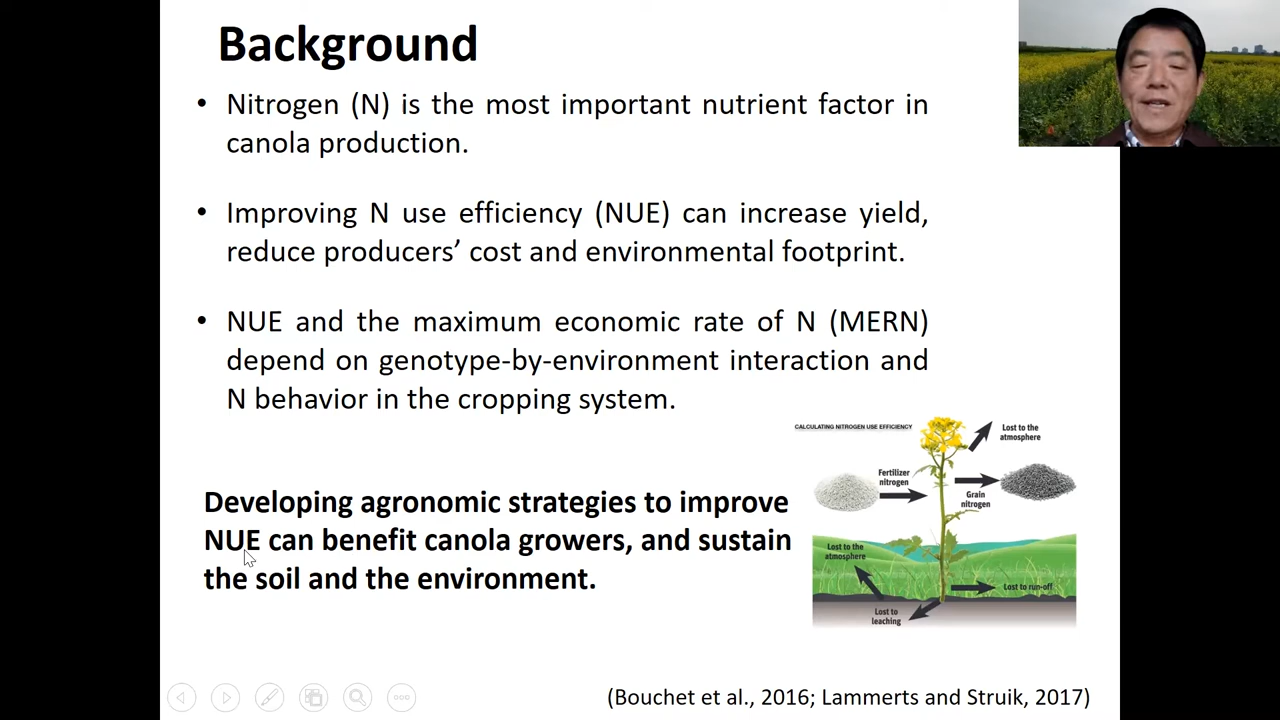 Background
• Nitrogen (N) is the most important nutrient factor in
canola production.
• Improving N use efficiency (NUE) can increase yield,
reduce producers’ cost and environmental footprint.
• NUE and the maximum economic rate of N (MERN)
depend on genotype-by-environment interaction and
N behavior in the cropping system.
Developing agronomic strategies to improve
NUE can benefit canola growers, and sustain
the soil and the environment.
CALCULATING NITROGEN USE EFFICIENCY
Lost to the
atmosphere
Fertilizer
nitrogen
Grain
nitrogen
Lost to the
atmosphere
Lost to run-off
Lost to
leaching
(Bouchet et al., 2016; Lammerts and Struik, 2017)